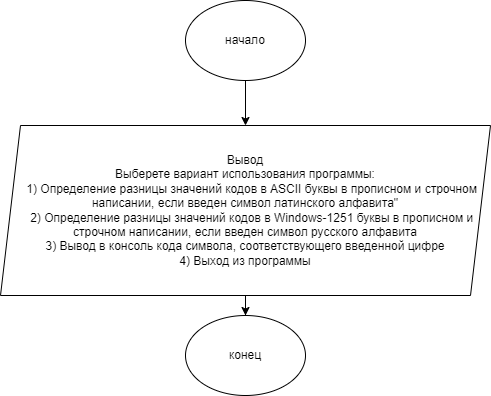 начало
Вывод
Выберете вариант использования программы:
1) Определение разницы значений кодов в ASCII буквы в прописном и строчном
написании, если введен символ латинского алфавита"
2) Определение разницы значений кодов в Windows-1251 буквы в прописном и
строчном написании, если введен символ русского алфавита
3) Вывод в консоль кода символа, соответствующего введенной цифре
4) Выход из программы
конец